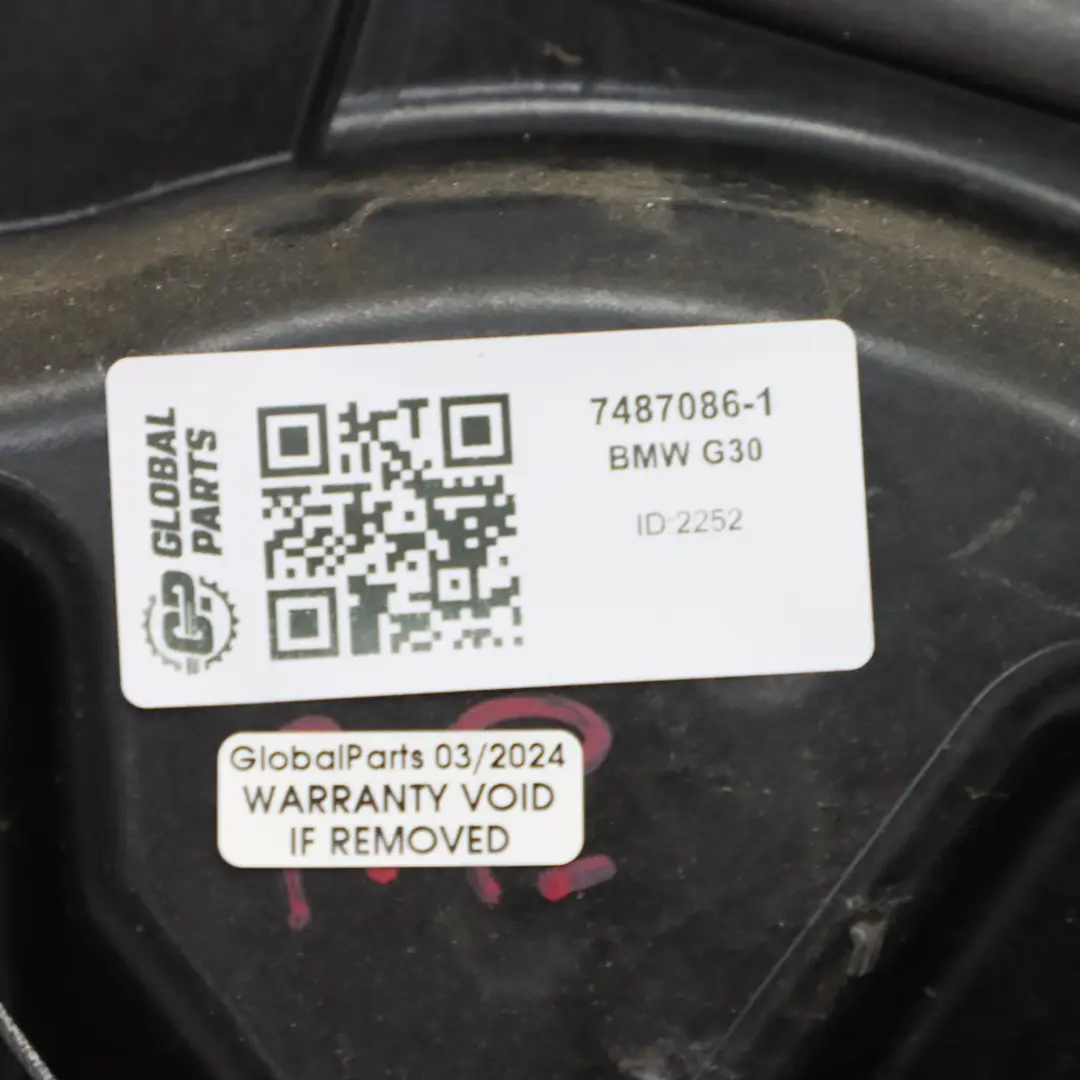 GLOBAL
PARTS
7487086-1
BMW G30
ID:2252
GlobalParts 03/2024
WARRANTY VOID
IF REMOVED